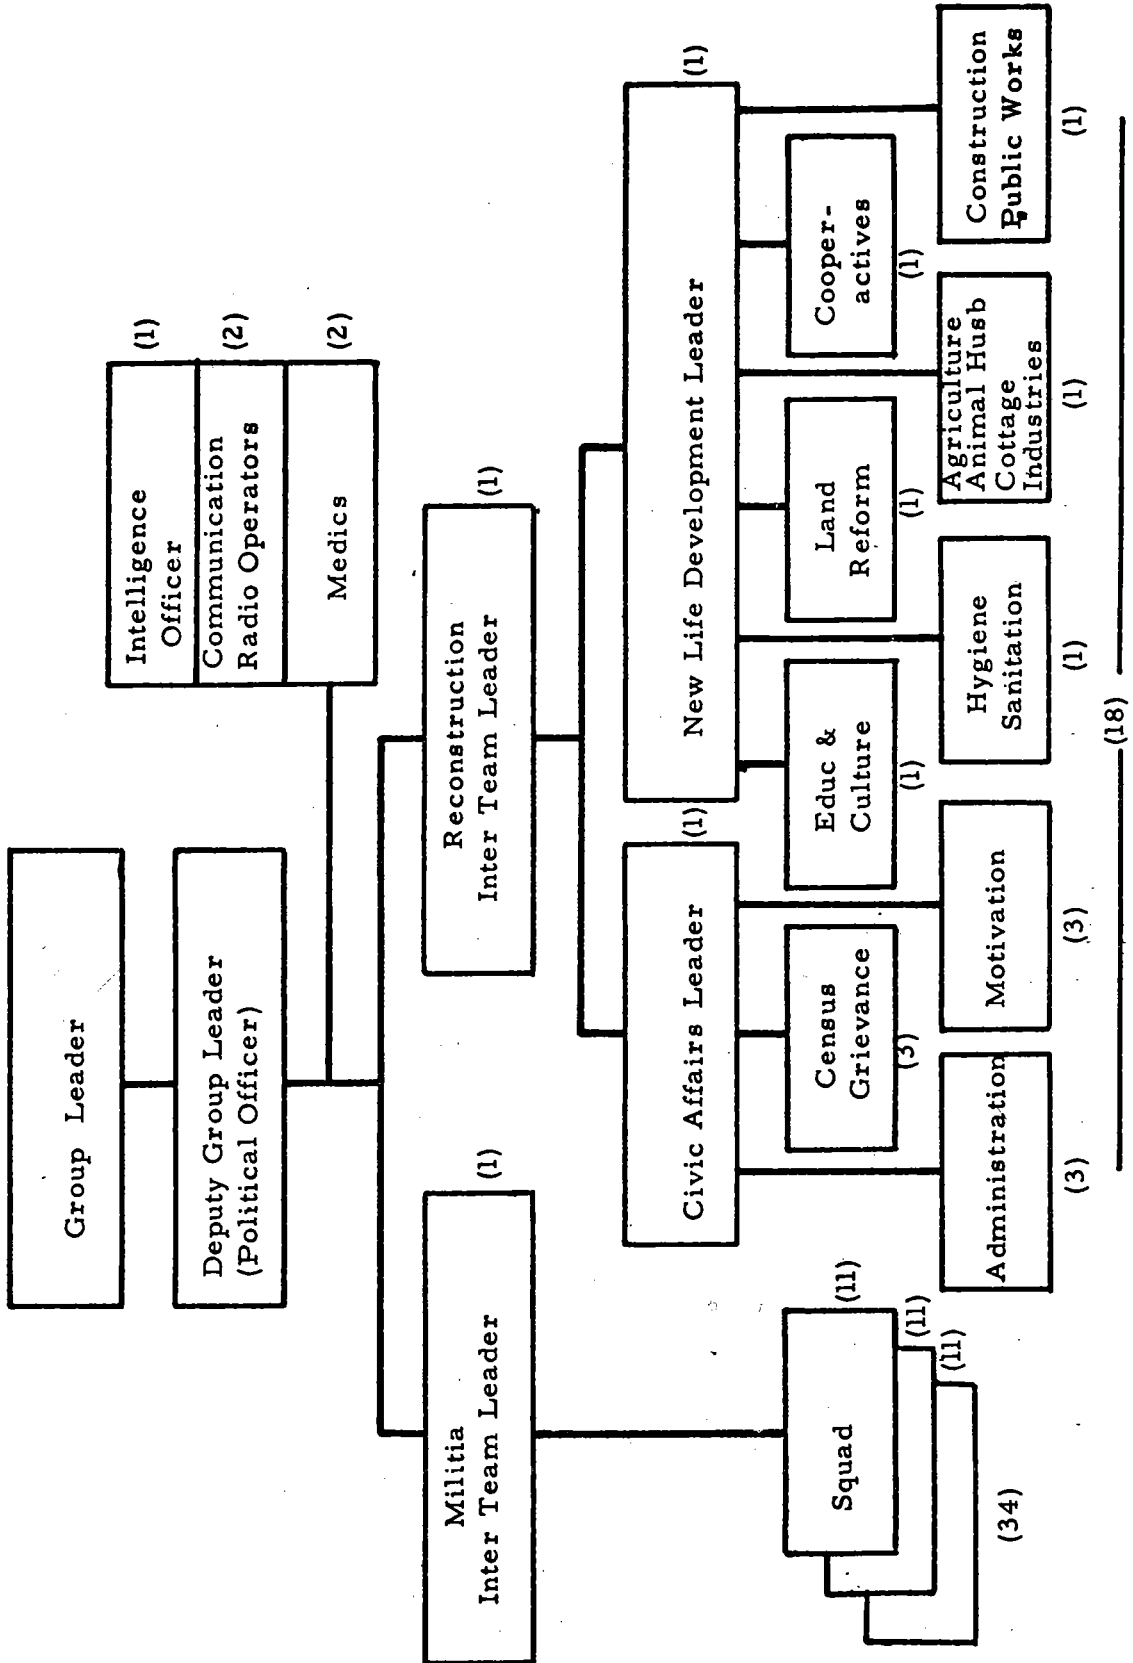 Group Leader
Deputy Group Leader
(Political Officer)
Intelligence
Officer
(1)
Communication
Radio Operators
(2)
Medics
(2)
Militia
Inter Team Leader
(1)
Reconstruction
Inter Team Leader
(1)
Civic Affairs Leader
(1)
New Life Development Leader
(1)
Squad
(11)
(11)
(11)
(34)
Census
Grievance
(3)
Educ &
Culture
(1)
Land
Reform
(1)
Cooper-
actives
(1)
Administration
(3)
Motivation
(3)
Hygiene
Sanitation
(1)
Agriculture
Animal Husb
Cottage
Industries
(1)
Construction
Public Works
(1)
(18)